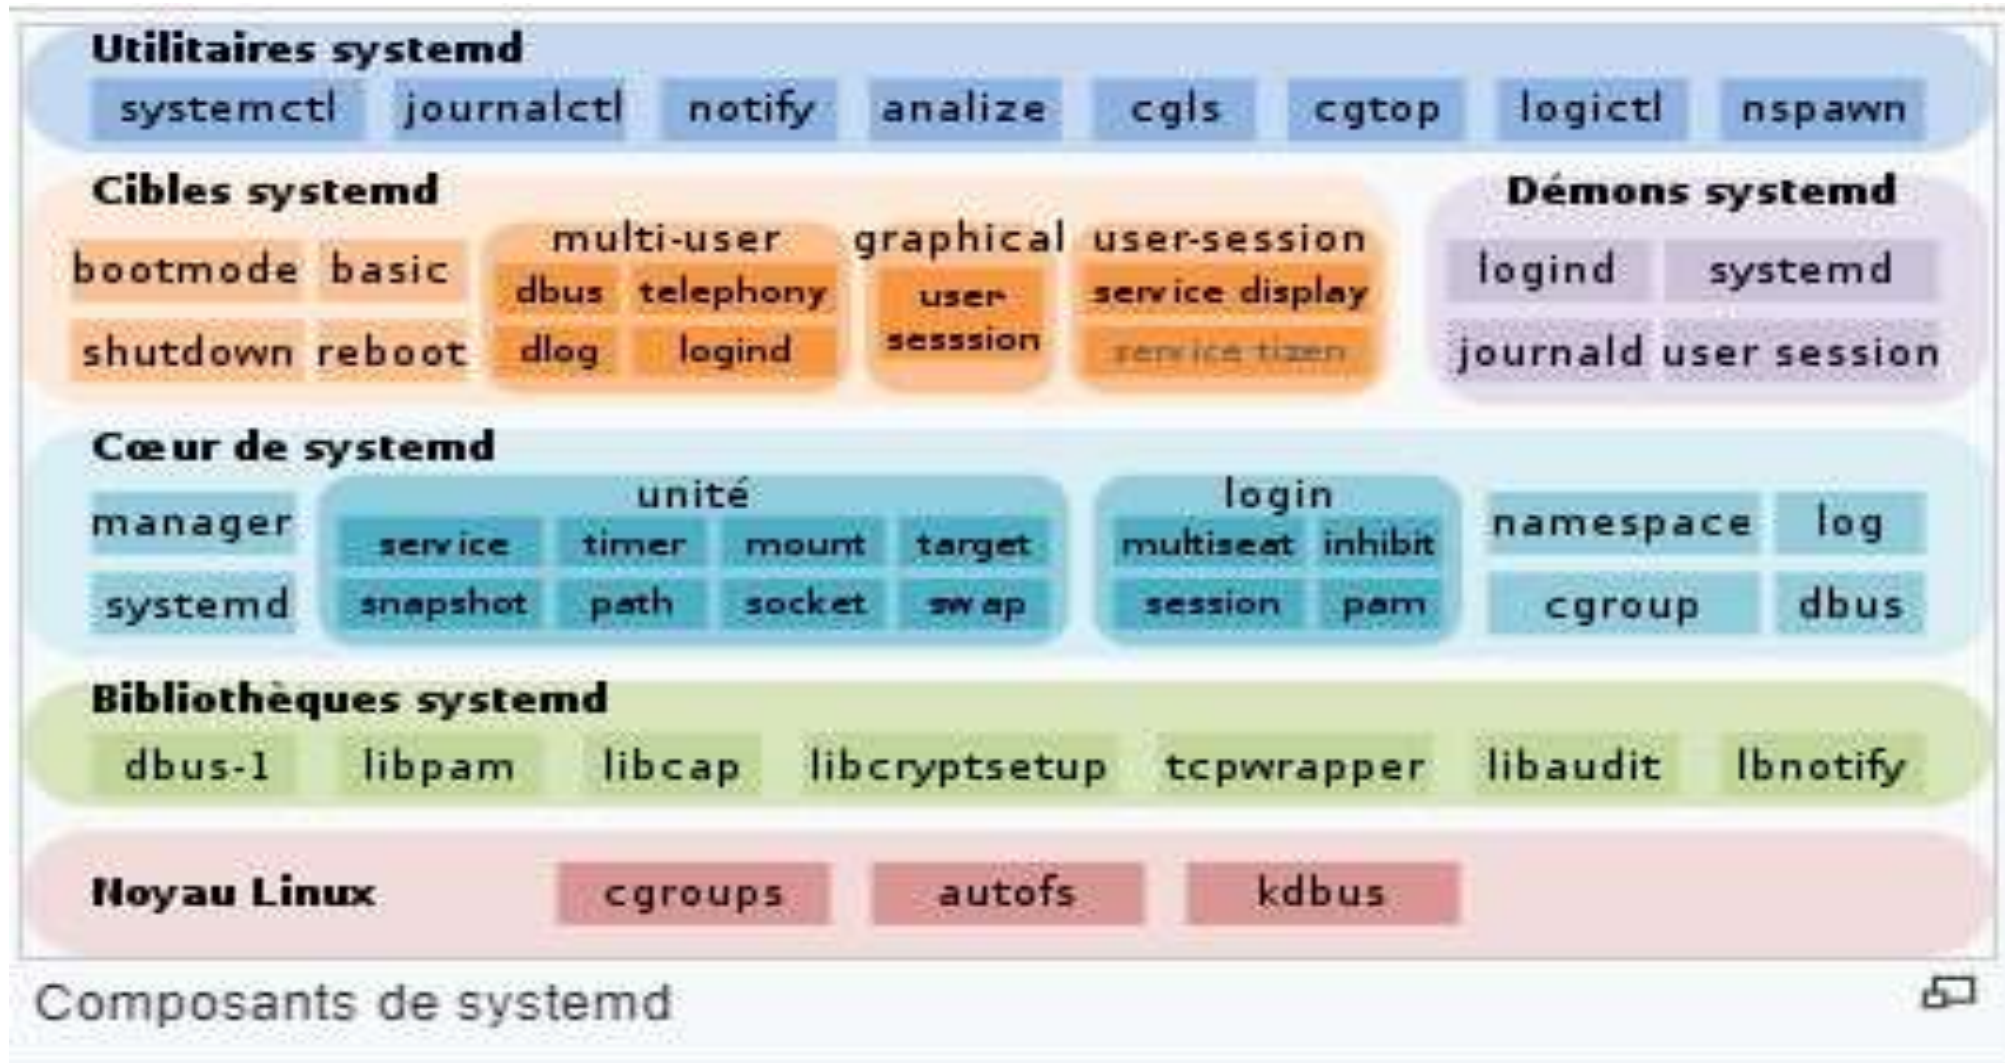 Utilitaires systemd
systemctl journalctl notify analize cgls cgtop logictl nspawn
Cibles systemd
bootmode basic
shutdown reboot
multi-user
dbus telephony
dlog logind
graphical
user-
sesssion
user-session
service display
service tizen
Démons systemd
logind systemd
journald user session
Cœur de systemd
manager
systemd
unité
service timer mount target
snapshot path socket swap
login
multiseat inhibit
session pam
namespace log
cgroup dbus
Bibliothèques systemd
dbus-1 libpam libcap libcryptsetup tcpwrapper libaudit lbnotify
Noyau Linux cgroups autofs kdbus
Composants de systemd